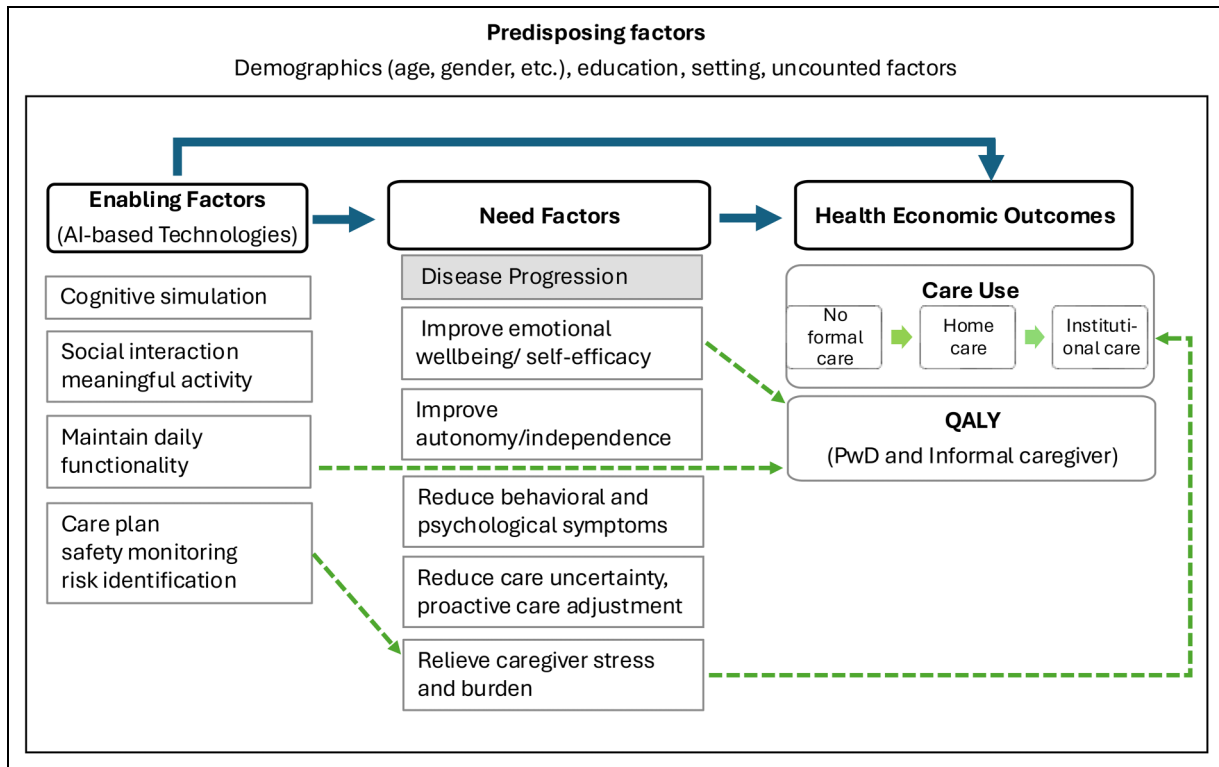 Predisposing factors
Demographics (age, gender, etc.), education, setting, uncounted factors
Enabling Factors
(AI-based Technologies)
Need Factors
Health Economic Outcomes
Cognitive simulation
Social interaction
meaningful activity
Maintain daily
functionality
Care plan
safety monitoring
risk identification
Disease Progression
Improve emotional
wellbeing/ self-efficacy
Improve
autonomy/independence
Reduce behavioral and
psychological symptoms
Reduce care uncertainty,
proactive care adjustment
Relieve caregiver stress
and burden
Care Use
No
formal
care
Home
care
Instituti-
onal care
QALY
(PwD and Informal caregiver)